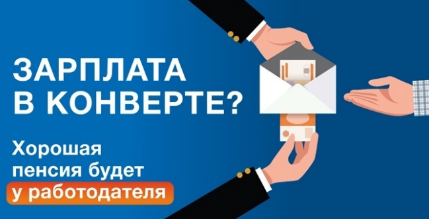 ЗАРПЛАТА
В КОНВЕРТЕ?
Хорошая
пенсия будет
у работодателя